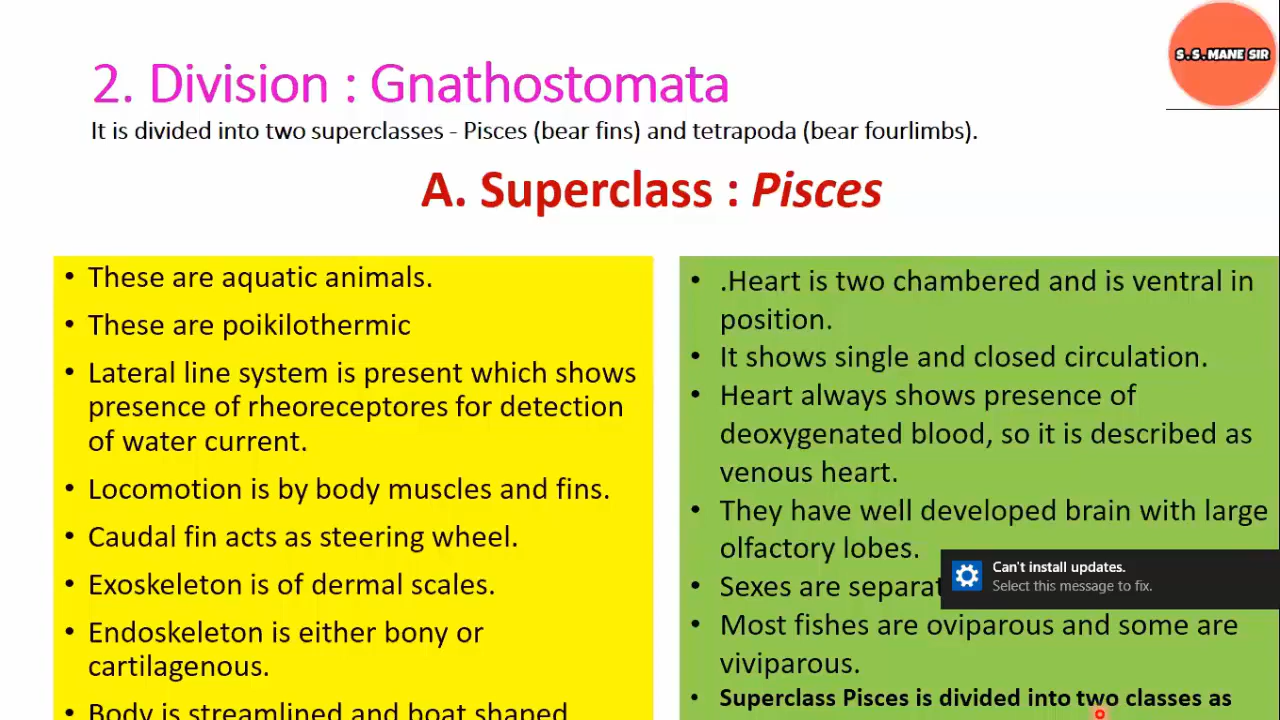 S.S.MANE SIR
2. Division : Gnathostomata
It is divided into two superclasses - Pisces (bear fins) and tetrapoda (bear fourlimbs).
A. Superclass : Pisces
• These are aquatic animals.
• These are poikilothermic
• Lateral line system is present which shows
presence of rheoreceptores for detection
of water current.
• Locomotion is by body muscles and fins.
• Caudal fin acts as steering wheel.
• Exoskeleton is of dermal scales.
• Endoskeleton is either bony or
cartilagenous.
• Body is streamlined and boat shaped
• .Heart is two chambered and is ventral in
position.
• It shows single and closed circulation.
• Heart always shows presence of
deoxygenated blood, so it is described as
venous heart.
• They have well developed brain with large
olfactory lobes.
• Sexes are
• Most fishes are oviparous and some are
viviparous.
• Superclass Pisces is divided into two classes as
Can't install updates.
Select this message to fix.